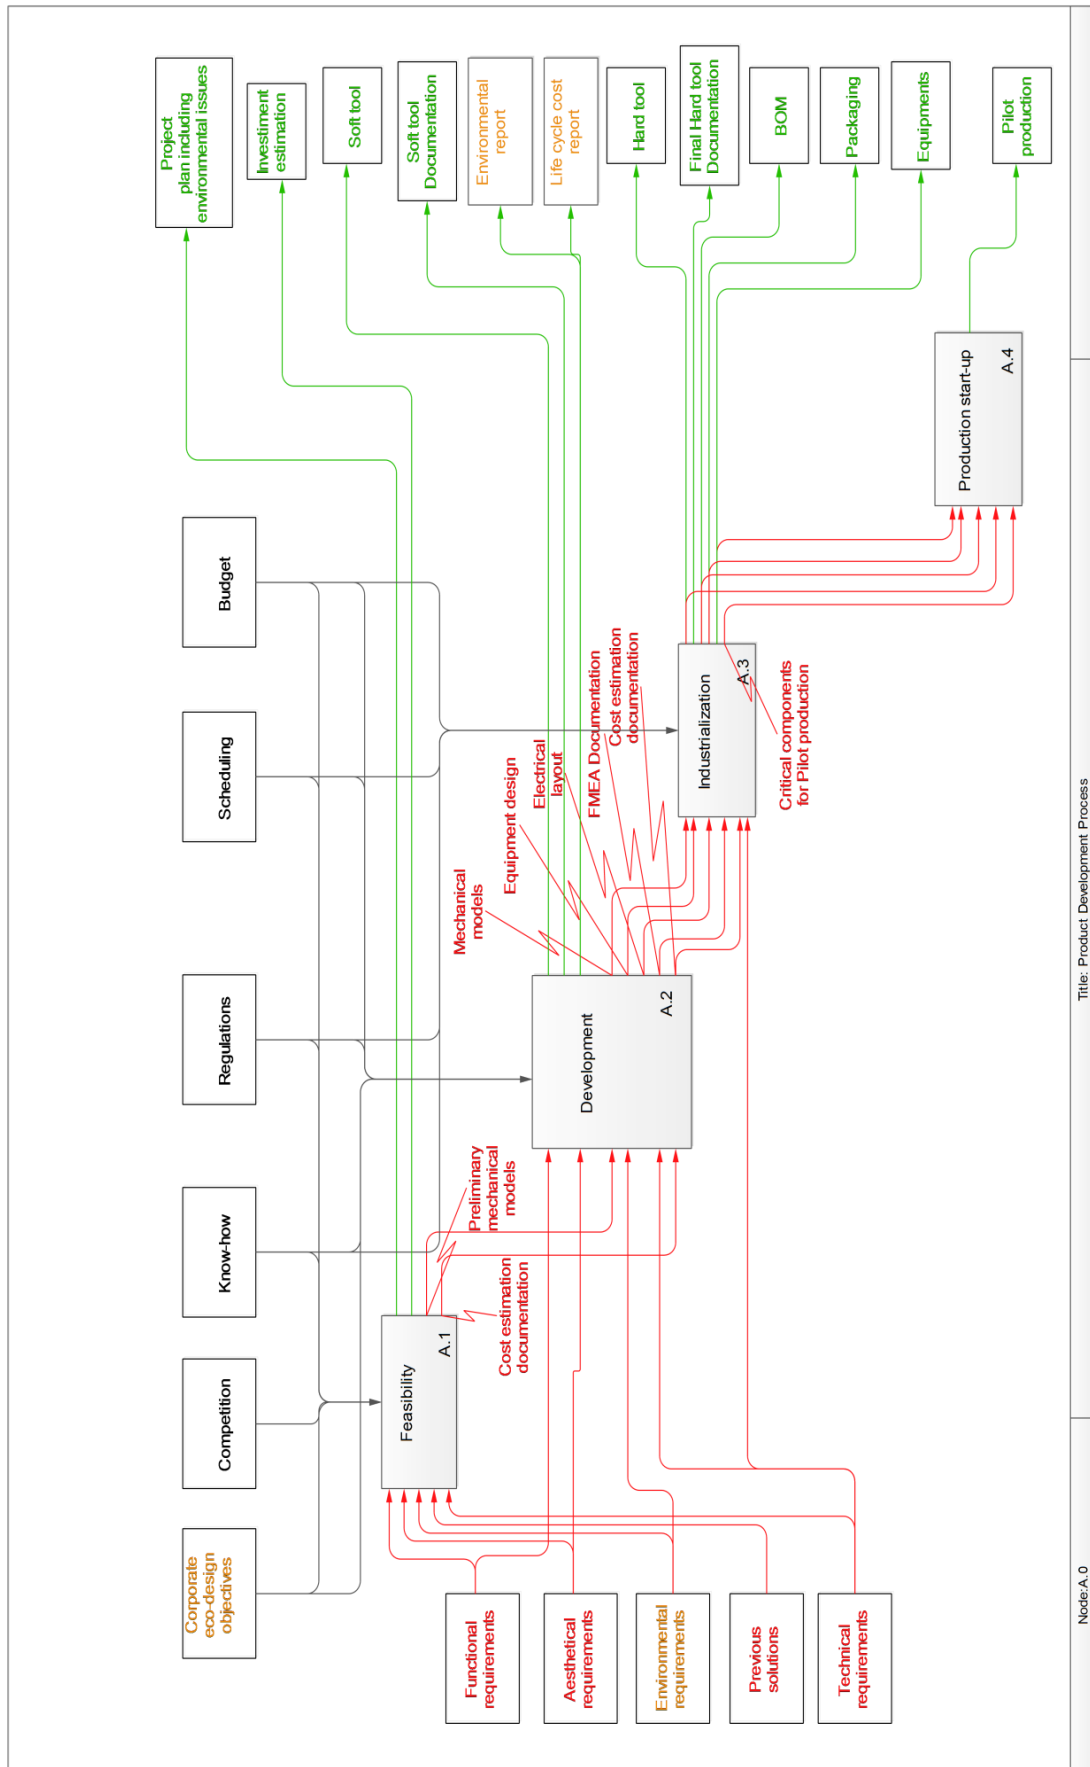 Corporate
eco-design
objectives
Competition
Know-how
Regulations
Scheduling
Budget
Project
plan including
environmental issues
Investiment
estimation
Soft tool
Soft tool
Documentation
Environmental
report
Life cycle cost
report
Hard tool
Final Hard tool
Documentation
BOM
Packaging
Equipments
Pilot
production
Functional
requirements
Aesthetical
requirements
Environmental
requirements
Previous
solutions
Technical
requirements
Feasibility
A.1
Cost estimation
documentation
Preliminary
mechanical
models
Development
A.2
Mechanical
models
Equipment design
Electrical
layout
FMEA Documentation
Cost estimation
documentation
Industrialization
A.3
Critical components
for Pilot production
Production start-up
A.4
Node:A.0
Title: Product Development Process